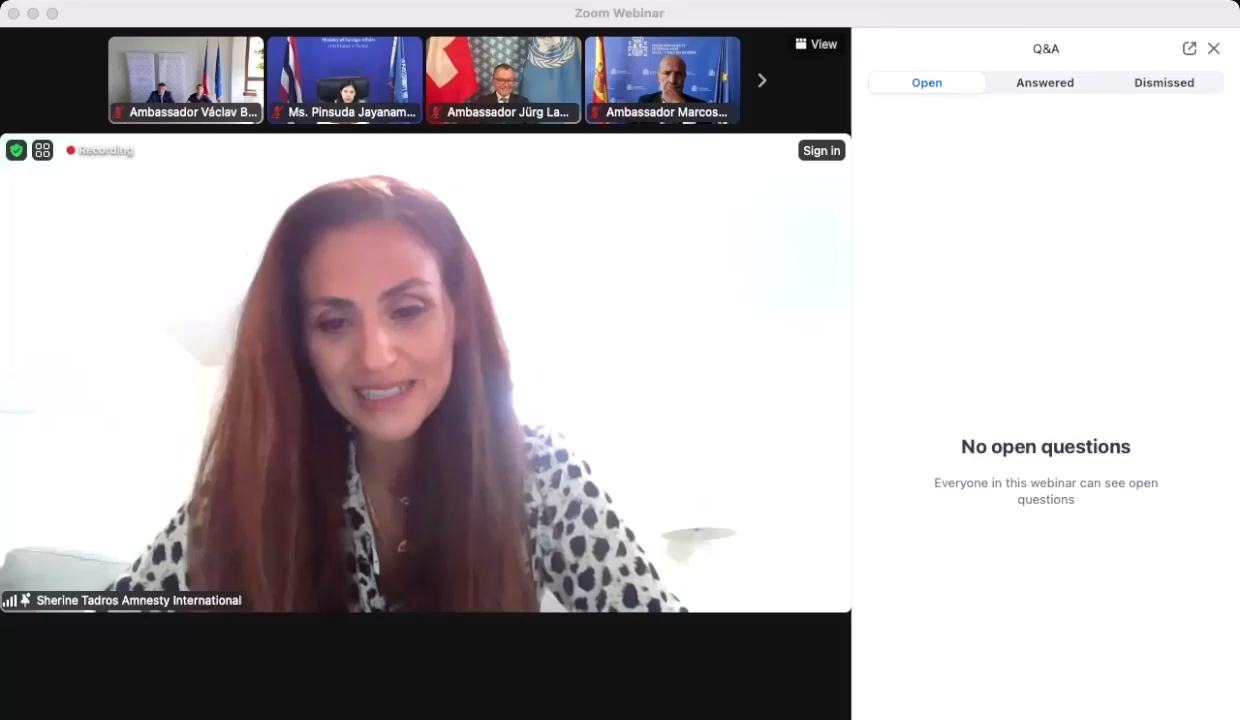 Zoom Webinar
Ambassador Václav B...
Ms. Pinsuda Jayanam...
Ambassador Jürg La...
Ambassador Marcos...
View
Recording
Sign in
Sherine Tadros Amnesty International
Q&A
Open
Answered
Dismissed
No open questions
Everyone in this webinar can see open
questions